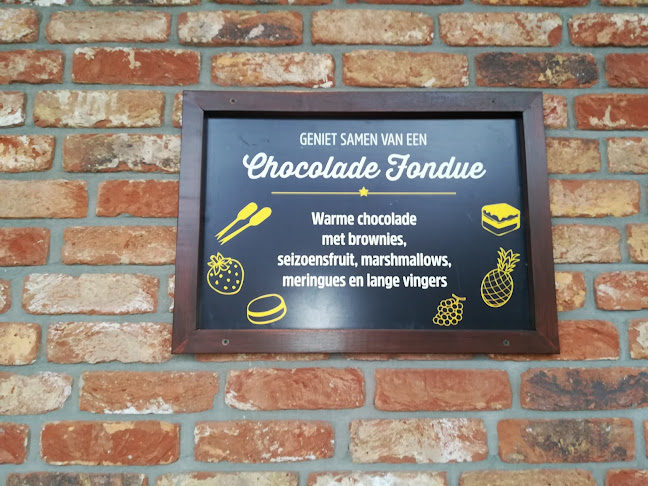 GENIET SAMEN VAN EEN
Chocolade Fondue
Warme chocolade
met brownies,
seizoensfruit, marshmallows,
meringues en lange vingers